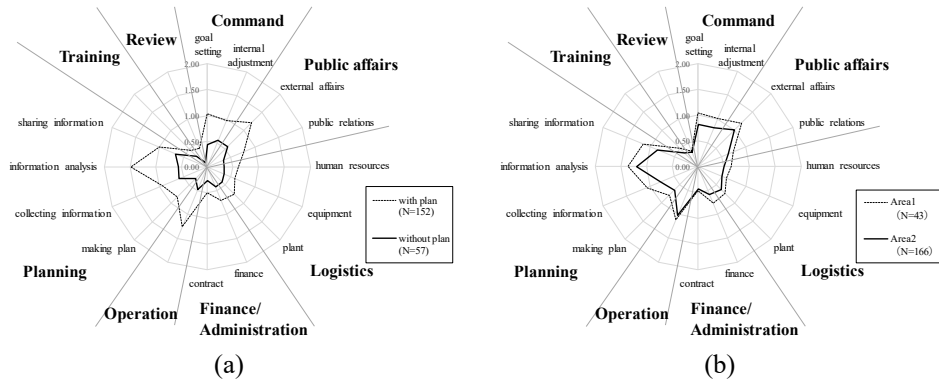 Command
Review
Training
goal
setting
internal
adjustment
Public affairs
external affairs
public relations
human resources
equipment
plant
Logistics
finance
contract
Finance/
Administration
Operation
making plan
Planning
collecting information
information analysis
sharing information
2.00
1.50
1.00
0.50
0.00
with plan
(N=152)
without plan
(N=57)
(a)
Command
Review
Training
goal
setting
internal
adjustment
Public affairs
external affairs
public relations
human resources
equipment
plant
Logistics
finance
contract
Finance/
Administration
Operation
making plan
Planning
collecting information
information analysis
sharing information
2.00
1.50
1.00
0.50
0.00
Area1
(N=43)
Area2
(N=166)
(b)